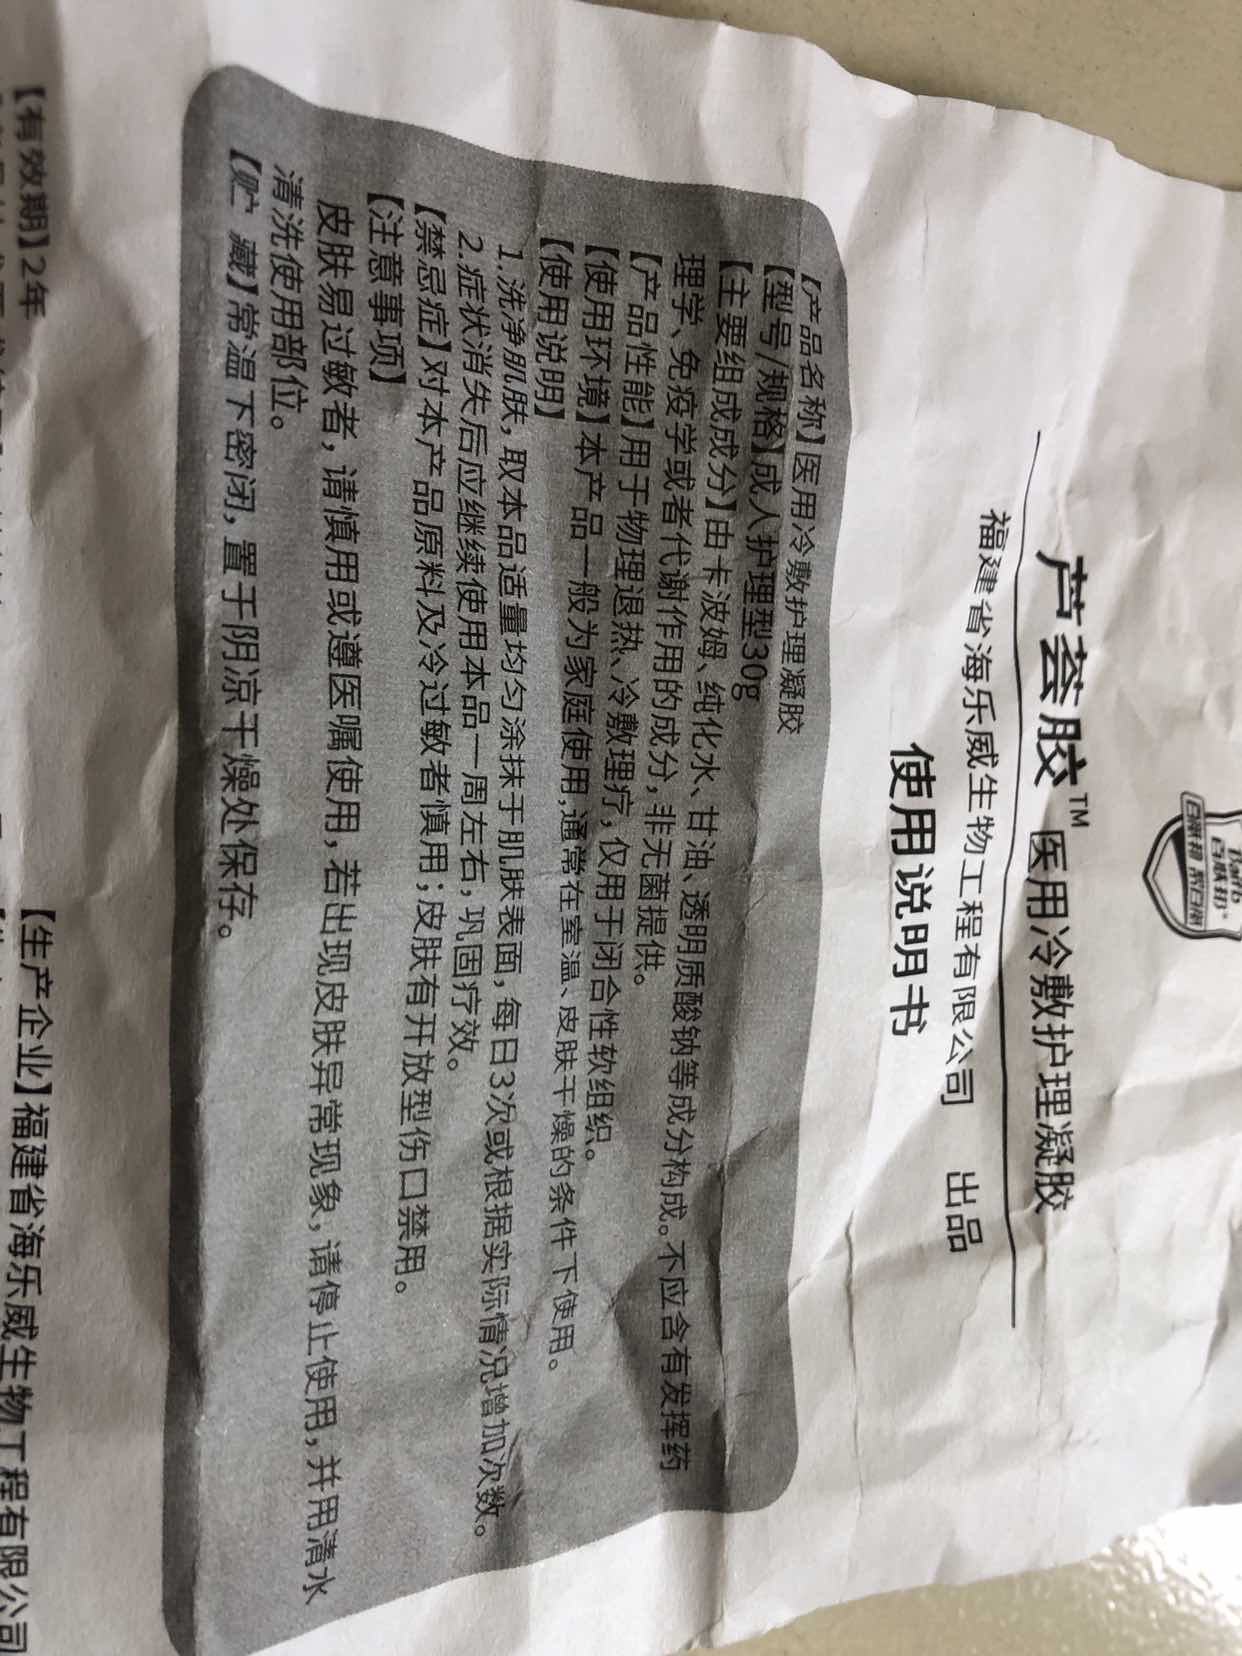 百肤邦
芦荟胶™ 医用冷敷护理凝胶
福建省海乐威生物工程有限公司 出品
使用说明书
【产品名称】医用冷敷护理凝胶
【型号/规格】成人护理型30g
【主要组成成分】由卡波姆、纯化水、甘油、透明质酸钠等成分构成。不应含有发挥药
理学、免疫学或者代谢作用的成分,非无菌提供。
【产品性能】用于物理退热、冷敷理疗,仅用于闭合性软组织。
【使用环境】本产品一般为家庭使用,通常在室温、皮肤干燥的条件下使用。
【使用说明】
1.洗净肌肤,取本品适量均匀涂抹于肌肤表面,每日3次或根据实际情况增加次数。
2.症状消失后应继续使用本品一周左右,巩固疗效。
【禁忌症】对本产品原料及冷过敏者慎用;皮肤有开放型伤口禁用。
【注意事项】
皮肤易过敏者,请慎用或遵医嘱使用,若出现皮肤异常现象,请停止使用,并用清水
清洗使用部位。
【贮 藏】常温下密闭,置于阴凉干燥处保存。
【有效期】2年
【生产企业】福建省海乐威生物工程有限公司